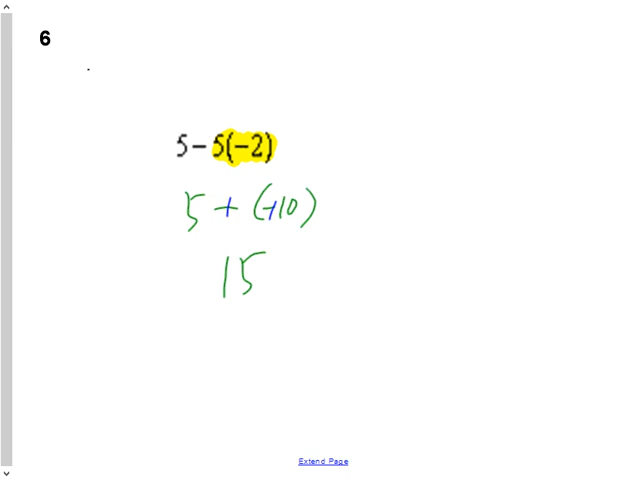 6
5 – 5(–2)
5 + (+10)
15
Extend Page